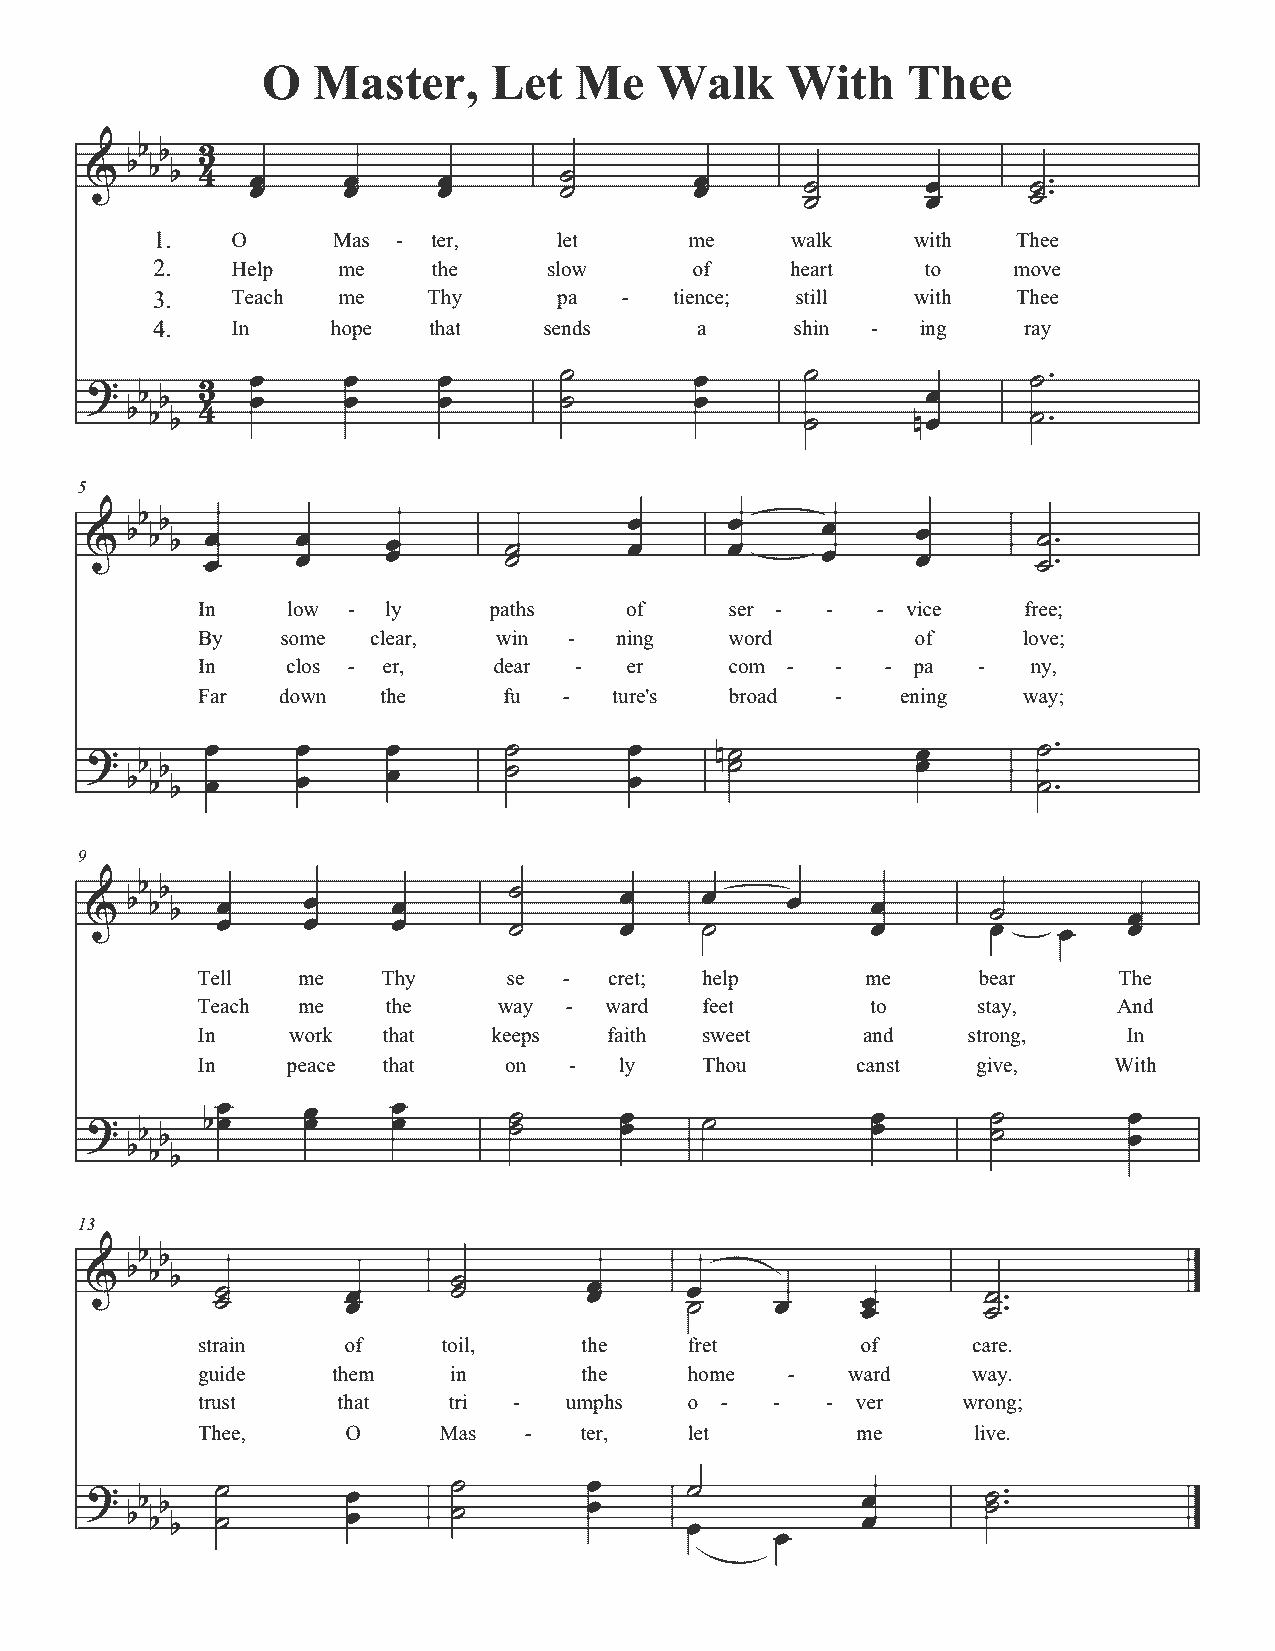 O Master, Let Me Walk With Thee
1. O Mas - ter, let me walk with Thee
2. Help me the slow of heart to move
3. Teach me Thy pa - tience; still with Thee
4. In hope that sends a shin - ing ray
5
In low - ly paths of ser - - - vice free;
By some clear, win - ning word of love;
In clos - er, dear - er com - - - pa - ny,
Far down the fu - ture's broad - ening way;
9
Tell me Thy se - cret; help me bear The
Teach me the way - ward feet to stay, And
In work that keeps faith sweet and strong, In
In peace that on - ly Thou canst give, With
13
strain of toil, the fret of care.
guide them in the home - ward way.
trust that tri - umphs o - - - ver wrong;
Thee, O Mas - ter, let me live.